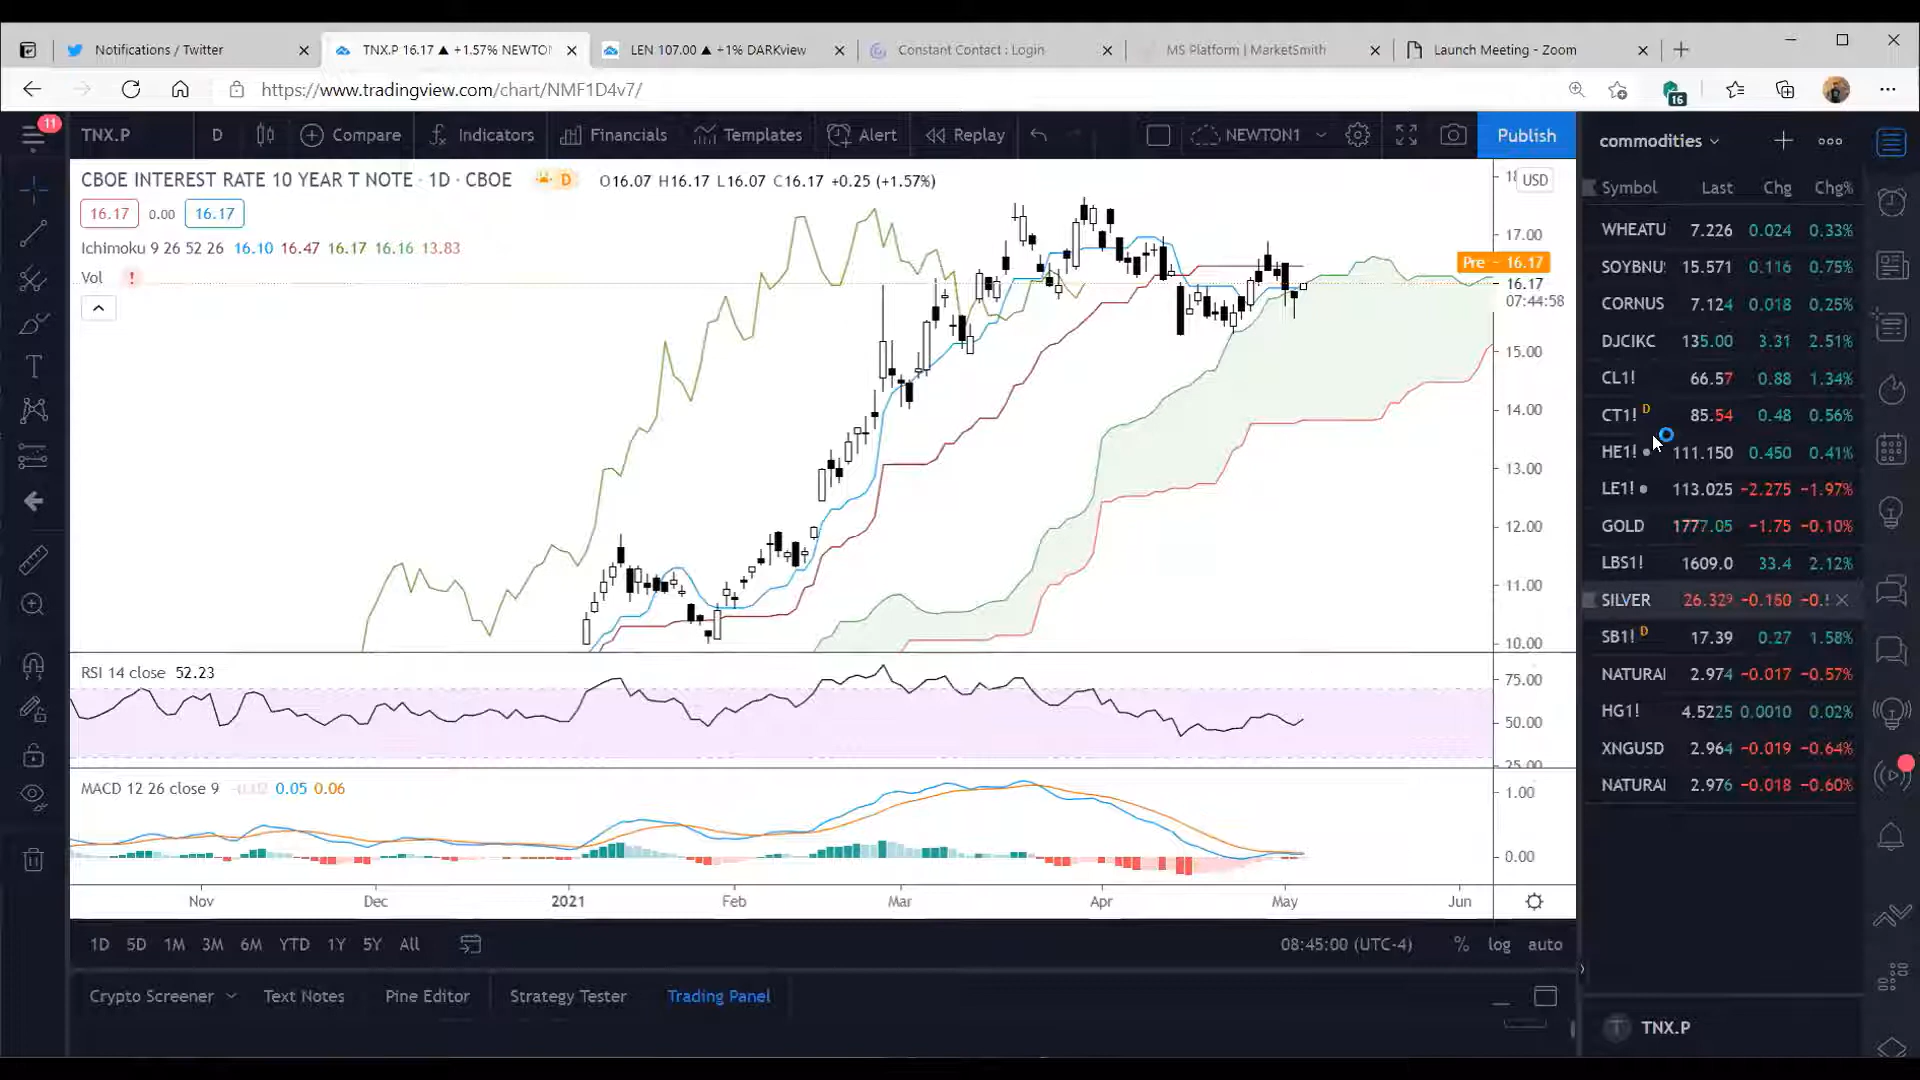 Notifications / Twitter
TNX.P 16.17 ▲ +1.57% NEWTON
LEN 107.00 ▲ +1% DARKview
Constant Contact : Login
MS Platform | MarketSmith
Launch Meeting - Zoom
https://www.tradingview.com/chart/NMF1D4v7/
16
11
TNX.P
D
Compare
Indicators
Financials
Templates
Alert
Replay
NEWTON1
Publish
commodities
CBOE INTEREST RATE 10 YEAR T NOTE · 1D · CBOE
D
O16.07 H16.17 L16.07 C16.17 +0.25 (+1.57%)
USD
16.17 0.00 16.17
Ichimoku 9 26 52 26 16.10 16.47 16.17 16.16 13.83
Vol !
17.00
Pre - 16.17
16.17
07:44:58
15.00
14.00
13.00
12.00
11.00
10.00
RSI 14 close 52.23
75.00
50.00
25.00
MACD 12 26 close 9 0.05 0.06
1.00
0.00
Nov Dec 2021 Feb Mar Apr May Jun
1D 5D 1M 3M 6M YTD 1Y 5Y All
08:45:00 (UTC-4) % log auto
Crypto Screener Text Notes Pine Editor Strategy Tester Trading Panel
Symbol Last Chg Chg%
WHEATU 7.226 0.024 0.33%
SOYBNU 15.571 0.116 0.75%
CORNUS 7.124 0.018 0.25%
DJCIKC 135.00 3.31 2.51%
CL1! 66.57 0.88 1.34%
CT1! D 85.54 0.48 0.56%
HE1! 111.150 0.450 0.41%
LE1! 113.025 -2.275 -1.97%
GOLD 1777.05 -1.75 -0.10%
LBS1! 1609.0 33.4 2.12%
SILVER 26.329 -0.150 -0.
SB1! D 17.39 0.27 1.58%
NATURAI 2.974 -0.017 -0.57%
HG1! 4.5225 0.0010 0.02%
XNGUSD 2.964 -0.019 -0.64%
NATURAI 2.976 -0.018 -0.60%
T TNX.P